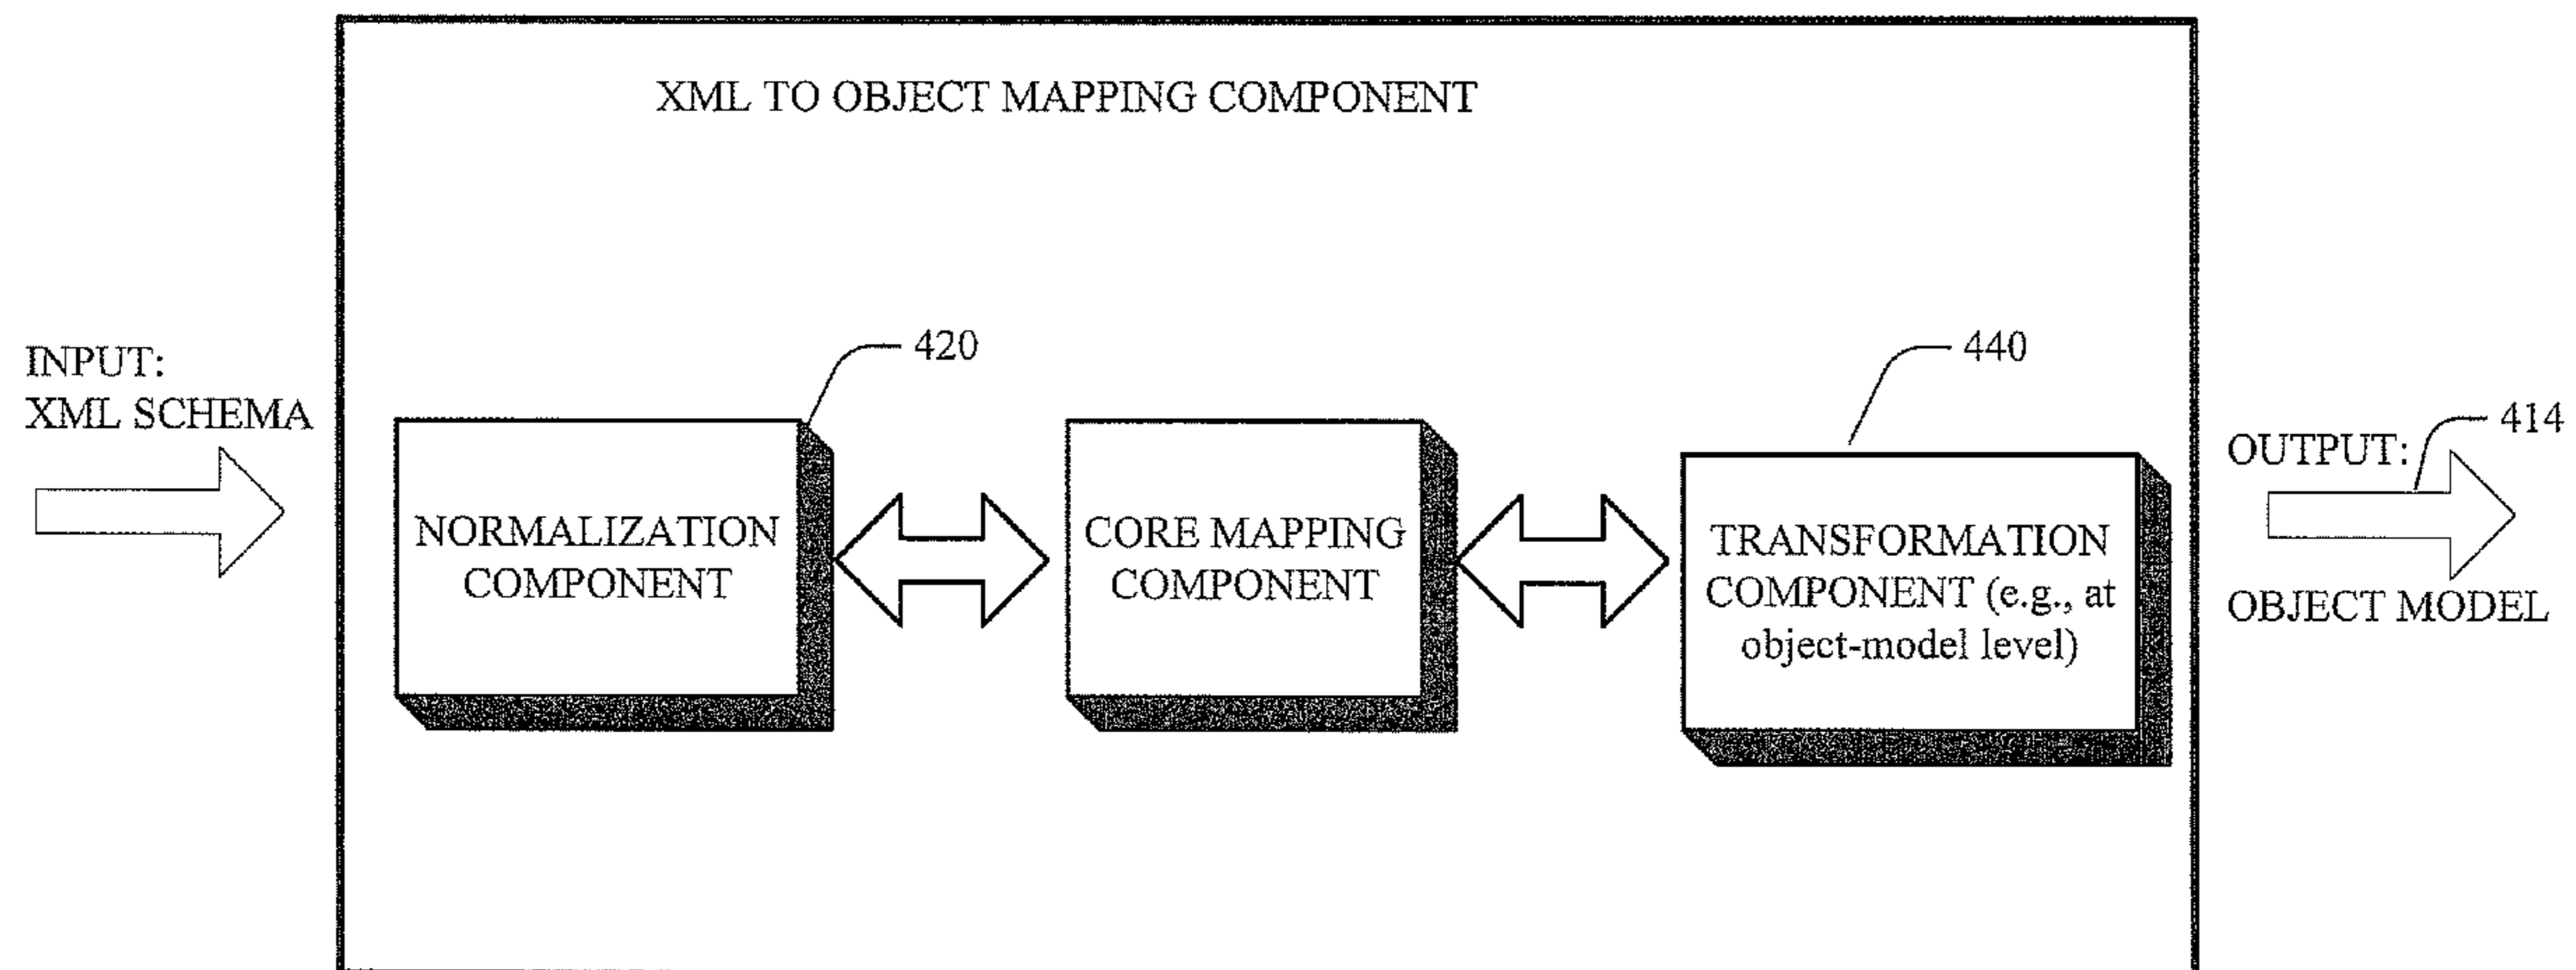 XML TO OBJECT MAPPING COMPONENT
INPUT:
XML SCHEMA
420
NORMALIZATION
COMPONENT
CORE MAPPING
COMPONENT
440
TRANSFORMATION
COMPONENT (e.g., at
object-model level)
414
OUTPUT:
OBJECT MODEL